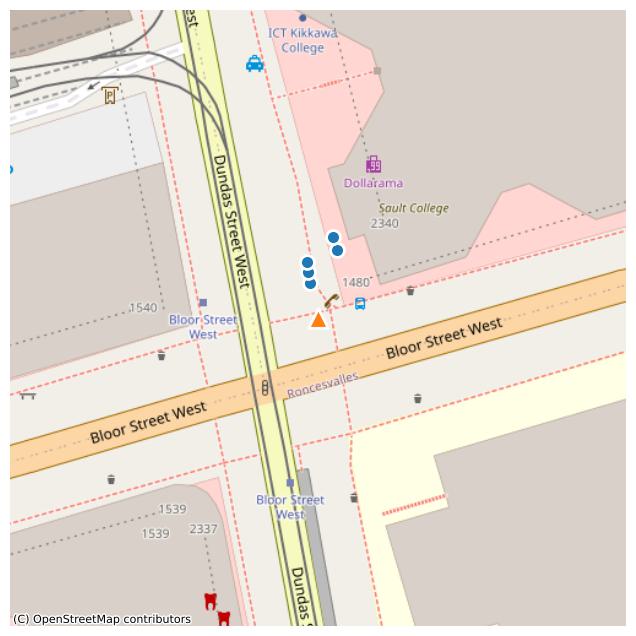 est
ICT Kikkawa
College
P
Dundas Street West
Dollarama
Sault College
2340
1480
1540
Bloor Street
West
Bloor Street West
Roncesvalles
Bloor Street West
Bloor Street
West
1539
1539
2337
Dundas S
(C) OpenStreetMap contributors